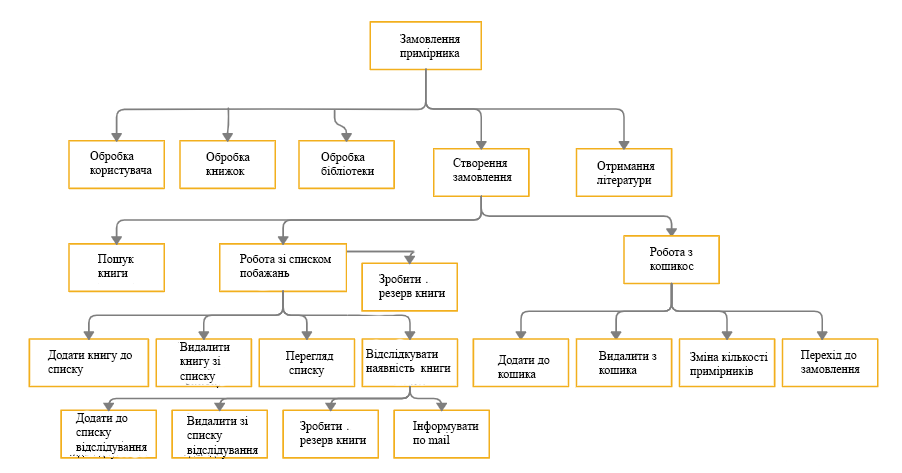 Замовлення
примірника
Обробка
користувача
Обробка
книжок
Обробка
бібліотеки
Створення
замовлення
Отримання
літератури
Пошук
книги
Робота зі списком
побажань
Зробити .
резерв книги
Робота з
кошикос
Додати книгу до
списку
Видалити
книгу зі
списку
Перегляд
списку
Відслідкувати
наявність книги
Додати до
кошика
Видалити з
кошика
Зміна кількості
примірників
Перехід до
замовлення
Додати до
списку
відслідування
Видалити зі
списку
відслідування
Зробити .
резерв книги
Інформувати
по mail